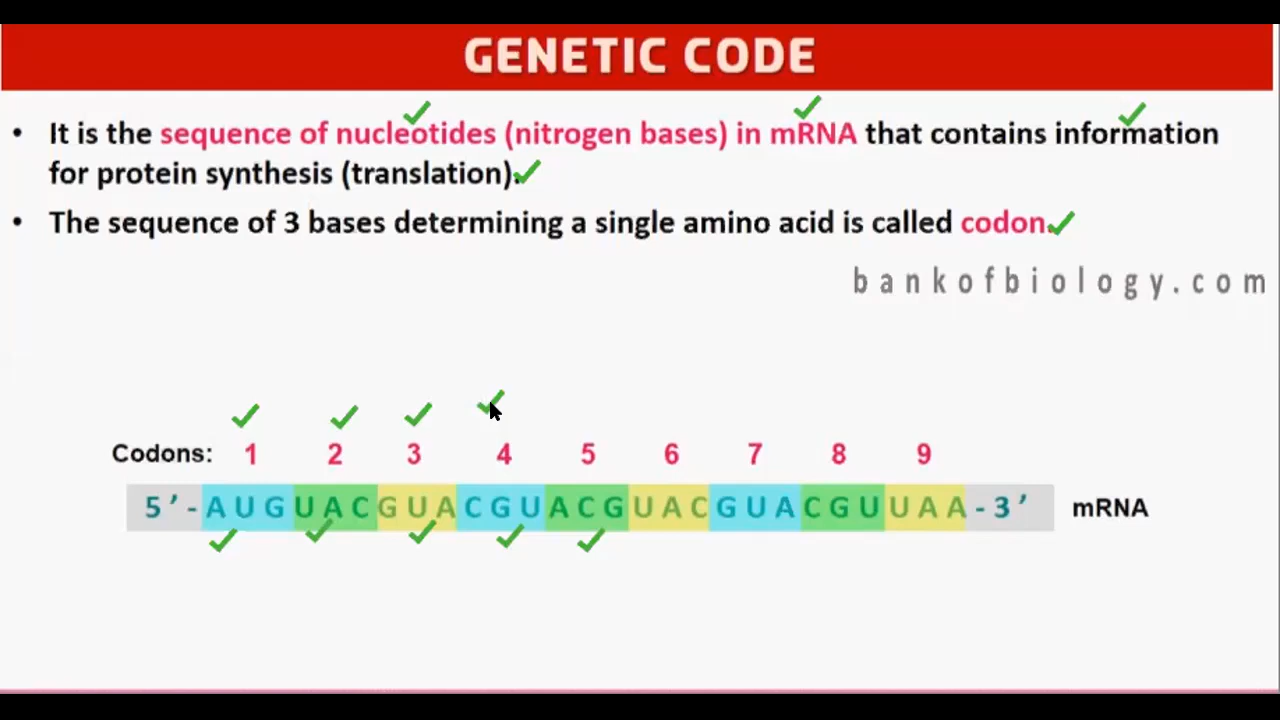 GENETIC CODE
• It is the sequence of nucleotides (nitrogen bases) in mRNA that contains information
for protein synthesis (translation).
• The sequence of 3 bases determining a single amino acid is called codon.
bankofbiology.com
Codons: 1 2 3 4 5 6 7 8 9
5’-AUGUACGUACGUACGUACGUACGUUAA-3’ mRNA